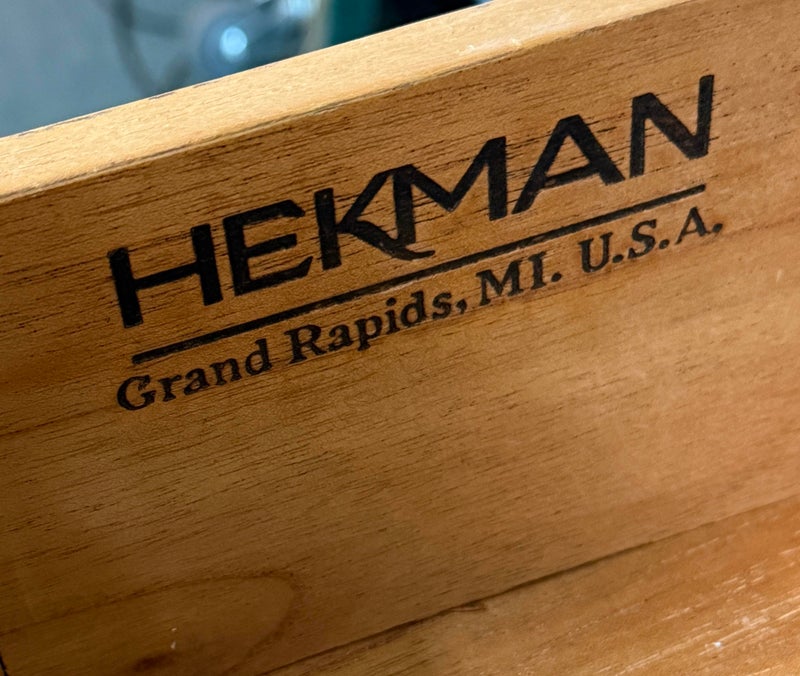 HEKMAN
Grand Rapids, MI. U.S.A.